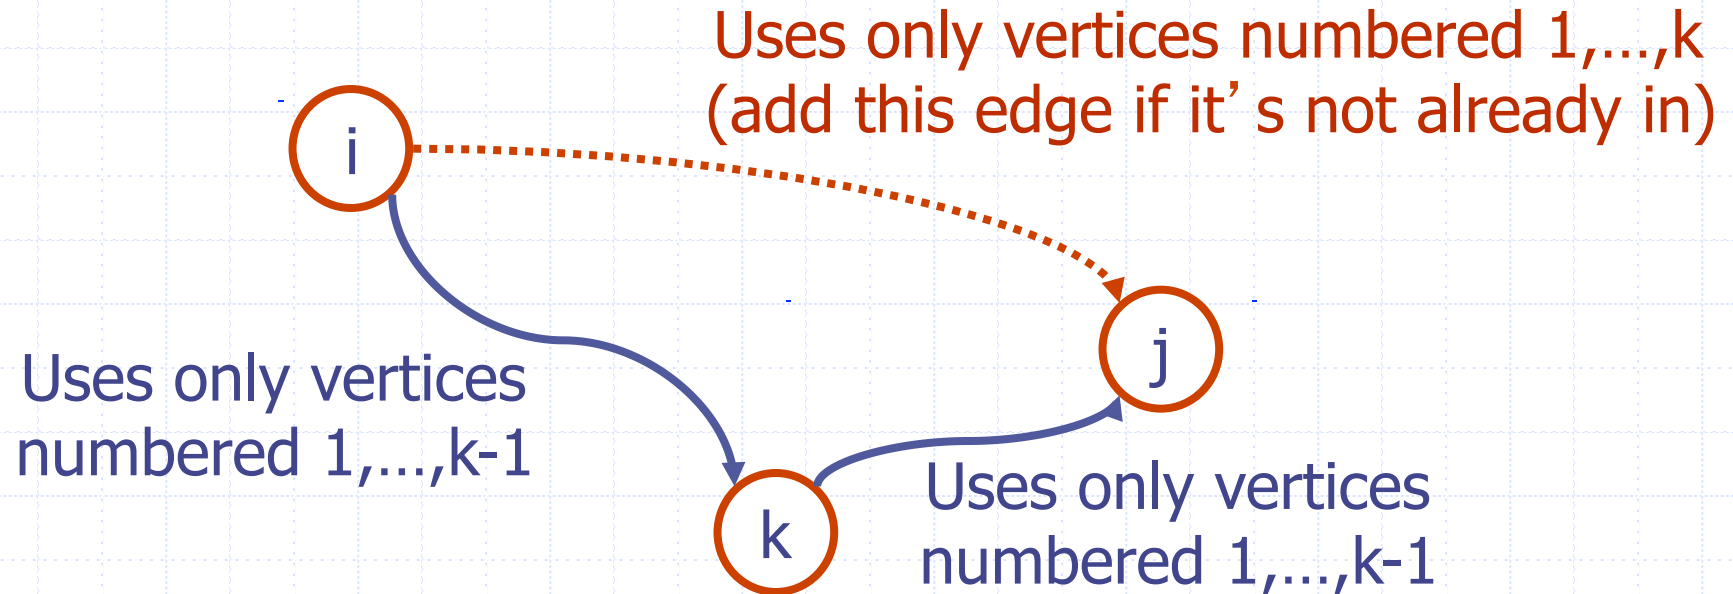 Uses only vertices numbered 1,...,k
(add this edge if it’s not already in)
i
j
Uses only vertices
numbered 1,...,k-1
k
Uses only vertices
numbered 1,...,k-1